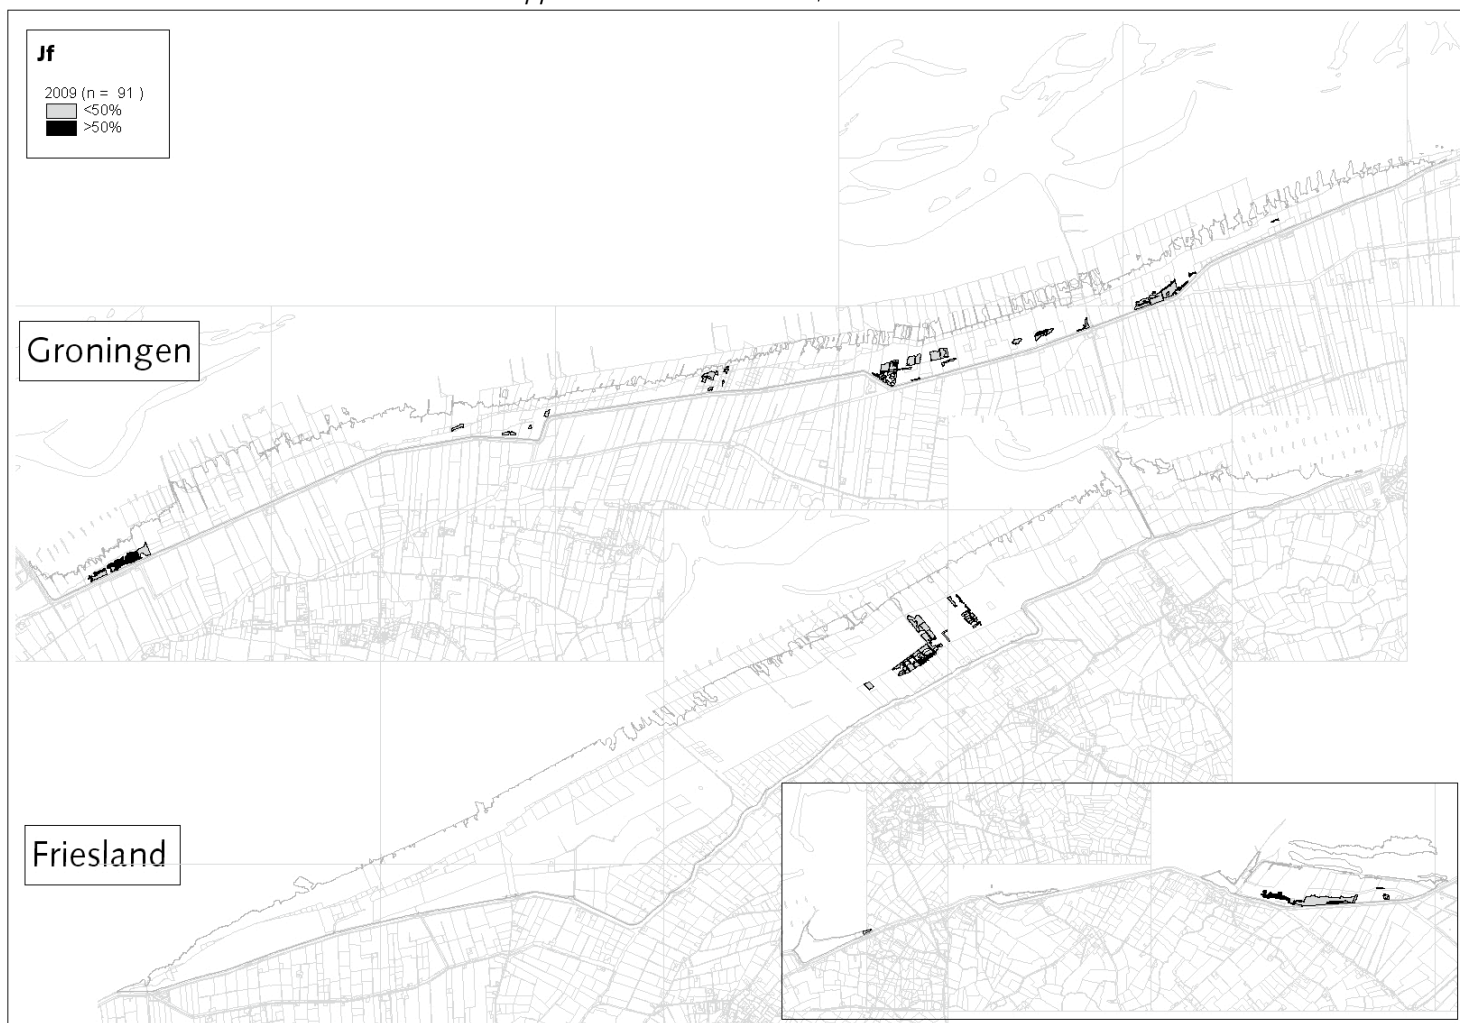 Jf
2009 (n = 91 )
<50%
>50%
Groningen
Friesland